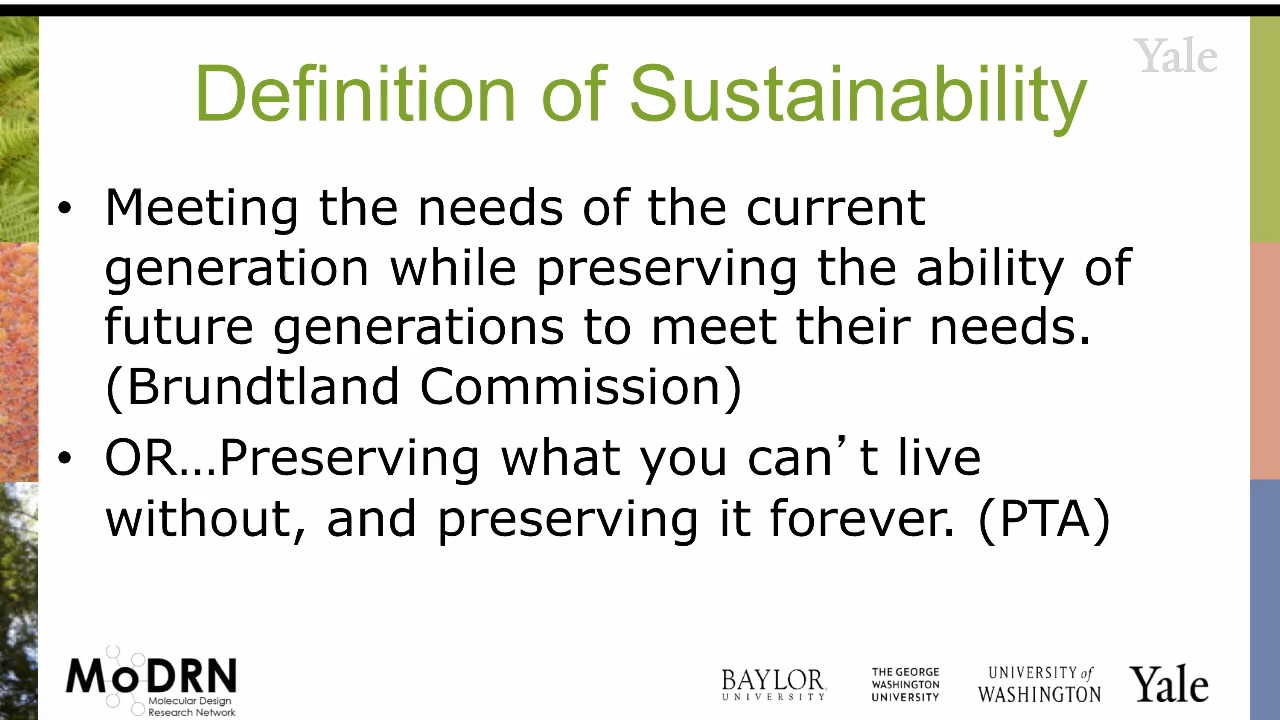 Yale
Definition of Sustainability
• Meeting the needs of the current
generation while preserving the ability of
future generations to meet their needs.
(Brundtland Commission)
• OR…Preserving what you can’t live
without, and preserving it forever. (PTA)
MoDRN
Molecular Design
Research Network
BAYLOR
UNIVERSITY
THE GEORGE
WASHINGTON
UNIVERSITY
UNIVERSITY of
WASHINGTON
Yale